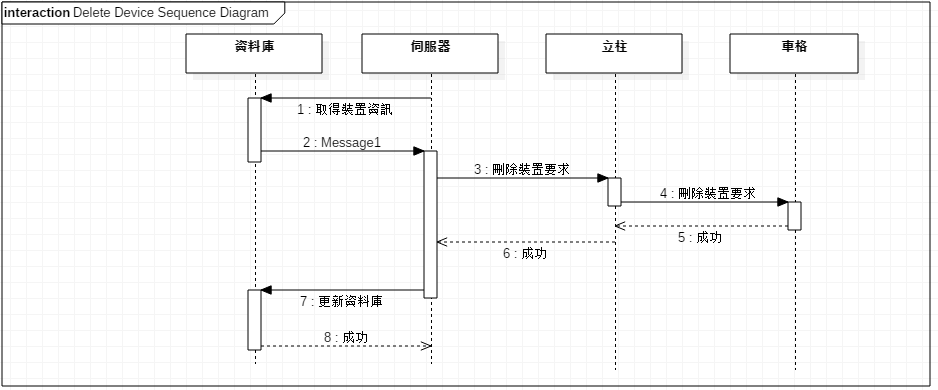 interaction Delete Device Sequence Diagram
資料庫 伺服器 立柱 車格
1 : 取得裝置資訊
2 : Message1
3 : 刪除裝置要求
4 : 刪除裝置要求
5 : 成功
6 : 成功
7 : 更新資料庫
8 : 成功